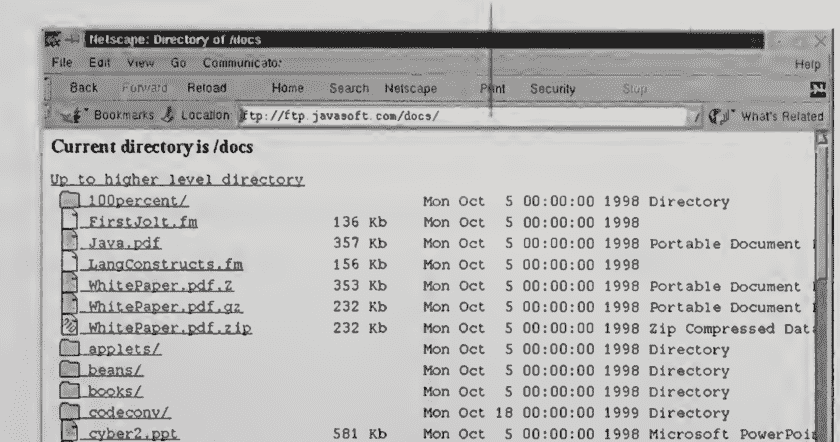 Netscape: Directory of /docs
File Edit View Go Communicator Help
Back Forward Reload Home Search Netscape Print Security Stop
Bookmarks Location: ftp://ftp.javasoft.com/docs/ What's Related
Current directory is /docs
Up to higher level directory
100percent/ Mon Oct 5 00:00:00 1998 Directory
FirstJolt.fm 136 Kb Mon Oct 5 00:00:00 1998
Java.pdf 357 Kb Mon Oct 5 00:00:00 1998 Portable Document
LangConstructs.fm 156 Kb Mon Oct 5 00:00:00 1998
WhitePaper.pdf.Z 353 Kb Mon Oct 5 00:00:00 1998 Portable Document
WhitePaper.pdf.gz 232 Kb Mon Oct 5 00:00:00 1998 Portable Document
WhitePaper.pdf.zip 232 Kb Mon Oct 5 00:00:00 1998 Zip Compressed Dat
applets/ Mon Oct 5 00:00:00 1998 Directory
beans/ Mon Oct 5 00:00:00 1998 Directory
books/ Mon Oct 5 00:00:00 1998 Directory
codeconv/ Mon Oct 18 00:00:00 1999 Directory
cyber2.ppt 581 Kb Mon Oct 5 00:00:00 1998 Microsoft PowerPoi